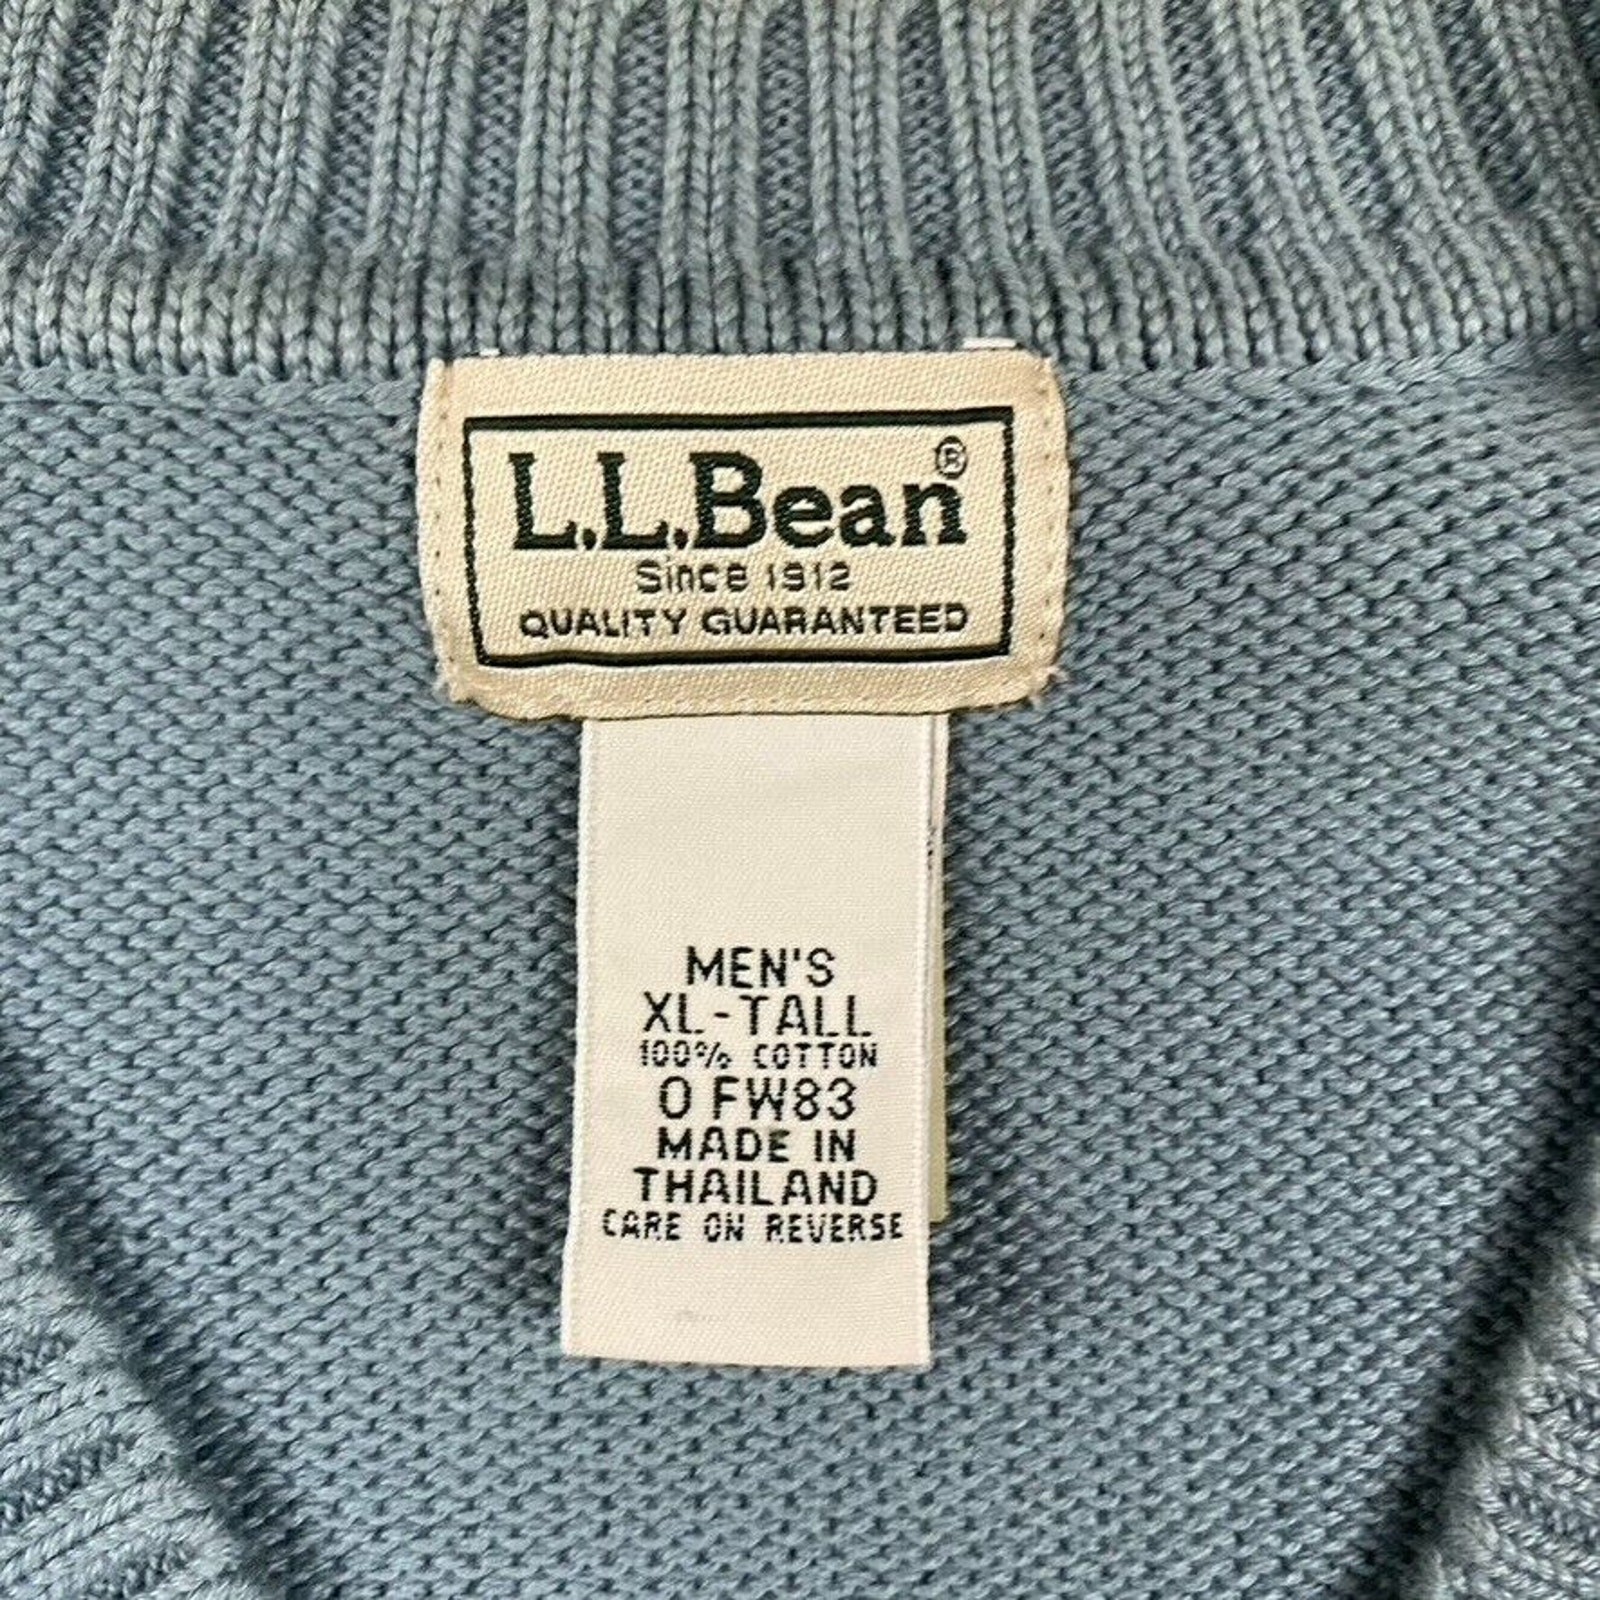 L.L.Bean®
Since 1912
QUALITY GUARANTEED
MEN'S
XL-TALL
100% COTTON
0 FW83
MADE IN
THAILAND
CARE ON REVERSE